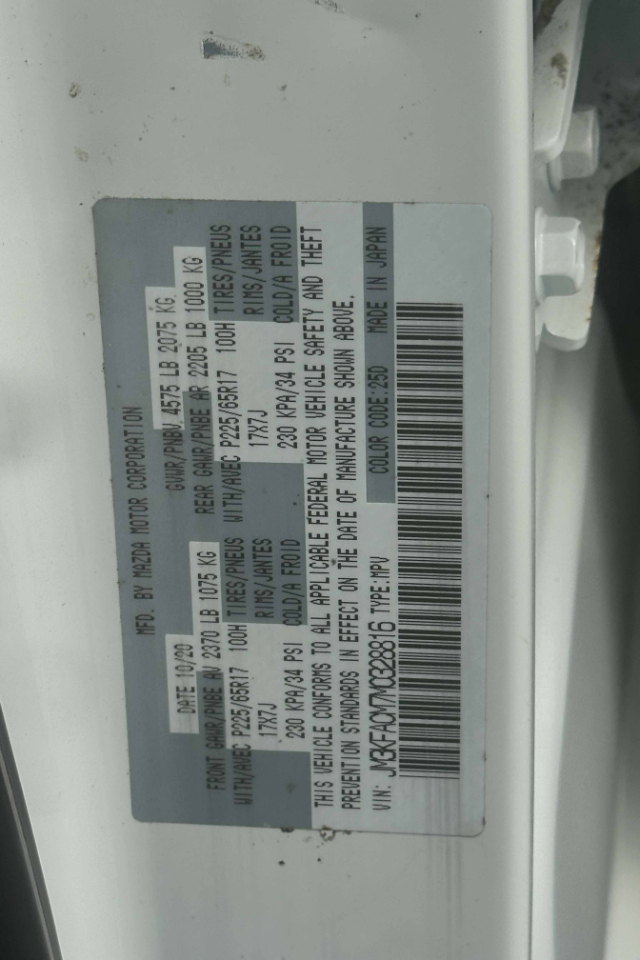 MFD. BY MAZDA MOTOR CORPORATION
DATE 10/20 GVWR/PNBV 4575 LB 2075 KG
FRONT GAWR/PNBE AV 2370 LB 1075 KG REAR GAWR/PNBE AR 2205 LB 1000 KG
WITH/AVEC P225/65R17 100H TIRES/PNEUS WITH/AVEC P225/65R17 100H TIRES/PNEUS
17X7J RIMS/JANTES 17X7J RIMS/JANTES
230 KPA/34 PSI COLD/A FROID 230 KPA/34 PSI COLD/A FROID
THIS VEHICLE CONFORMS TO ALL APPLICABLE FEDERAL MOTOR VEHICLE SAFETY AND THEFT
PREVENTION STANDARDS IN EFFECT ON THE DATE OF MANUFACTURE SHOWN ABOVE.
VIN: JM3KFACM7M0328816 TYPE:MPV COLOR CODE:25D MADE IN JAPAN